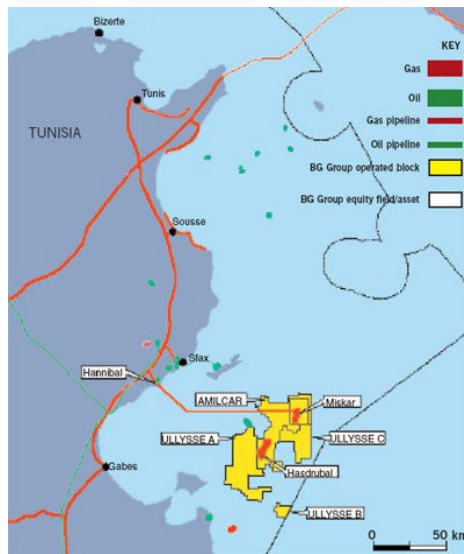 Bizerte
KEY
Gas
Tunis
Oil
TUNISIA
Gas pipeline
Oil pipeline
BG Group operated block
BG Group equity field/asset
Sousse
Sfax
Hannibal
AMILCAR
Miskar
ULLYSSE A
ULLYSSE C
Gabes
Hasdrubal
ULLYSSE B
0 50 km